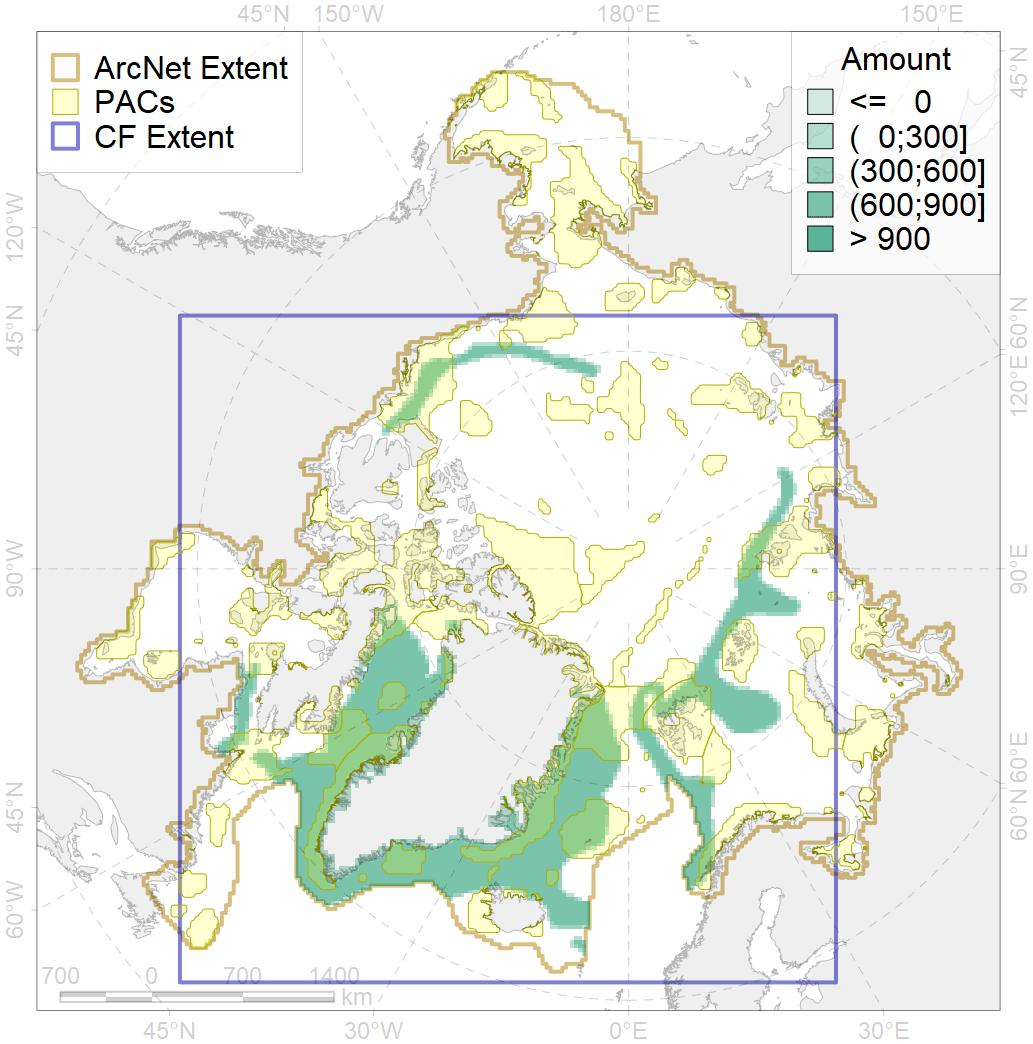 45°N 150°W 180°E 150°E
ArcNet Extent
PACs
CF Extent
Amount
<= 0
( 0;300]
(300;600]
(600;900]
> 900
45°N
120°W
45°N
90°W
45°N
60°W
60°N
120°E
90°E
60°E
60°N
700 0 700 1400
km
45°N 30°W 0°E 30°E